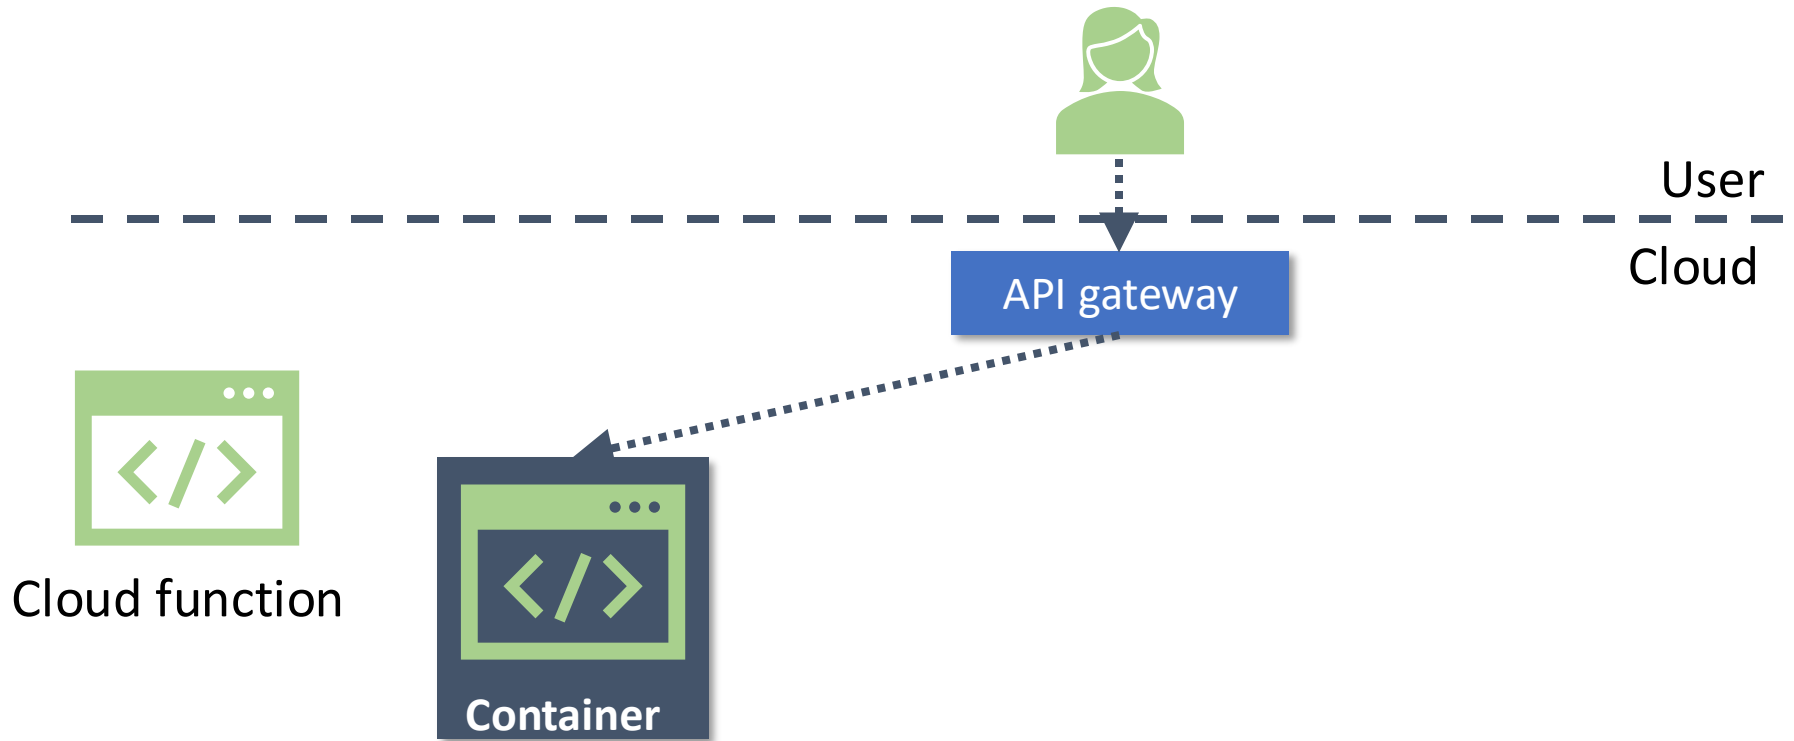 User
Cloud
API gateway
</>
Cloud function
</>
Container